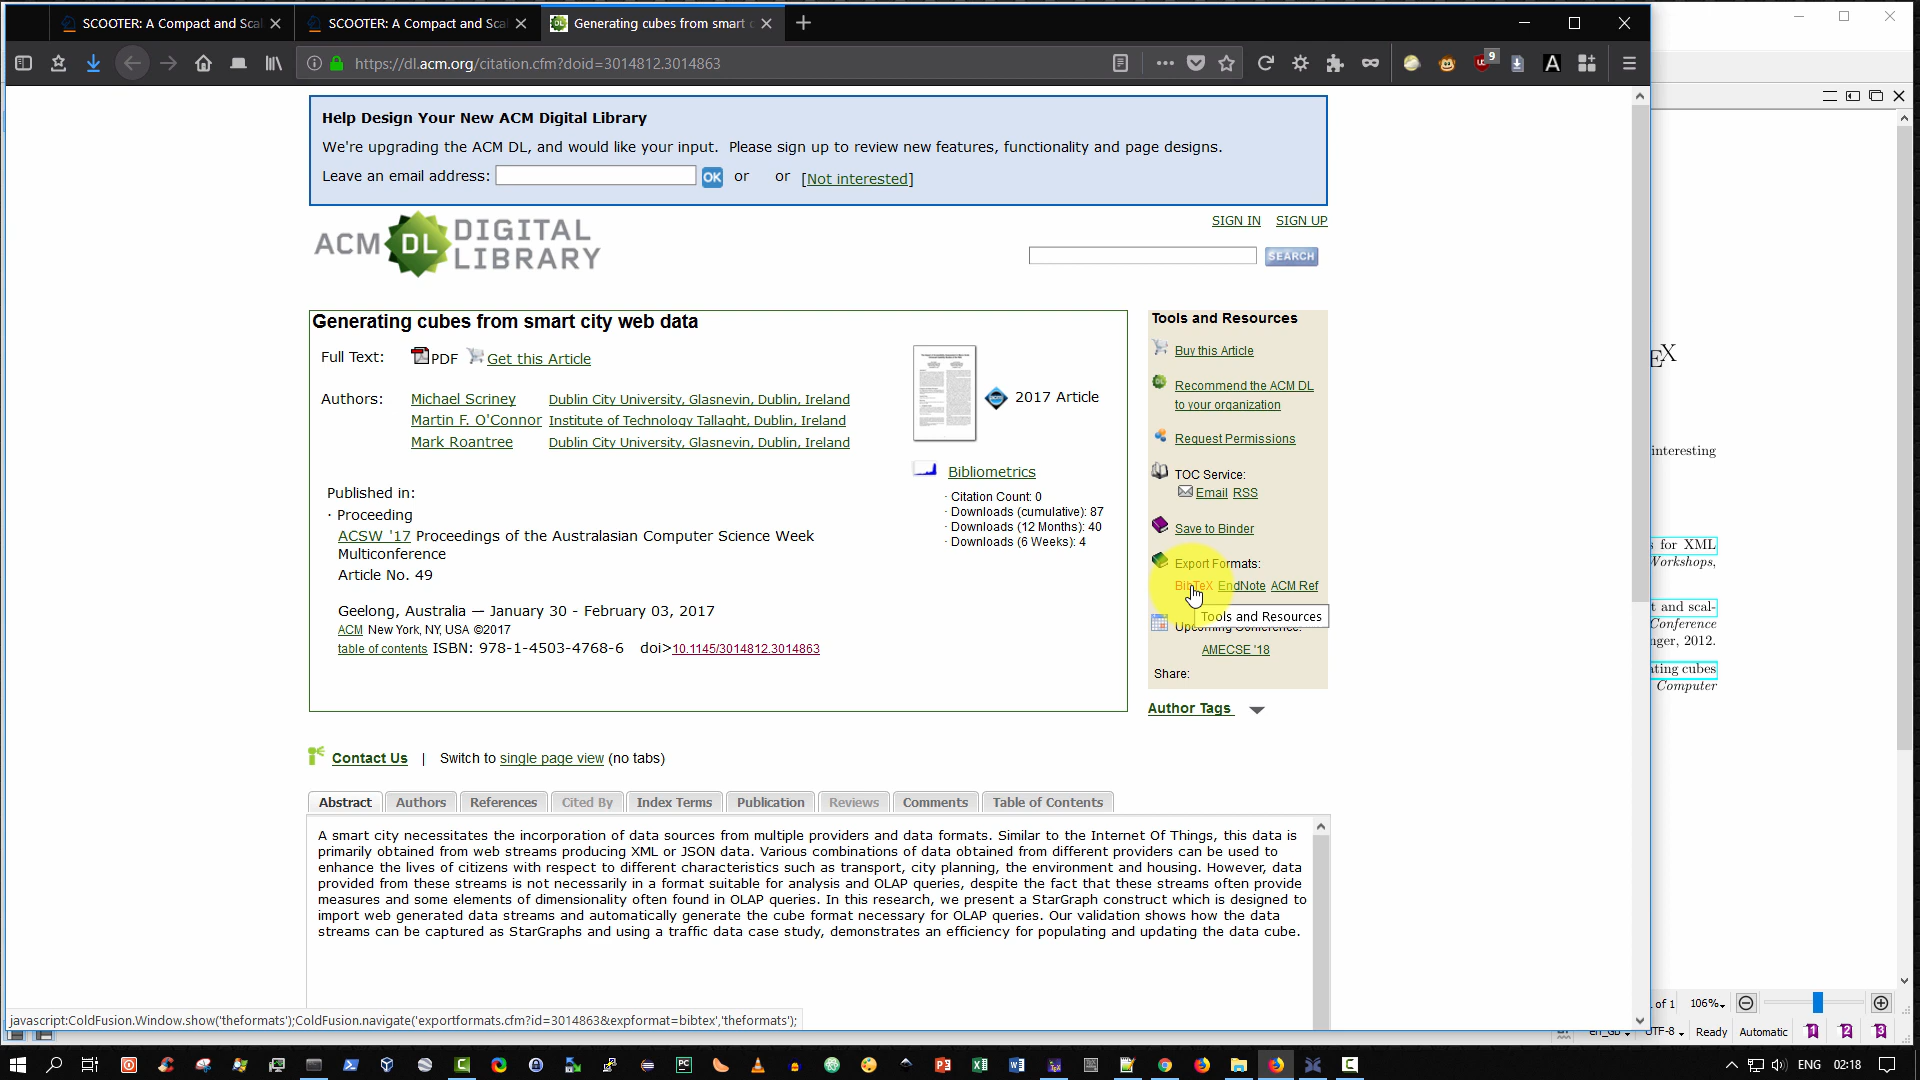 SCOOTER: A Compact and Scal
SCOOTER: A Compact and Scal
Generating cubes from smart c
https://dl.acm.org/citation.cfm?doid=3014812.3014863
9
A
Help Design Your New ACM Digital Library
We're upgrading the ACM DL, and would like your input. Please sign up to review new features, functionality and page designs.
Leave an email address: OK or or [Not interested]
SIGN IN SIGN UP
ACM DL DIGITAL LIBRARY
SEARCH
Generating cubes from smart city web data
Full Text: PDF Get this Article
Authors: Michael Scriney Dublin City University, Glasnevin, Dublin, Ireland
Martin F. O'Connor Institute of Technology Tallaght, Dublin, Ireland
Mark Roantree Dublin City University, Glasnevin, Dublin, Ireland
2017 Article
Bibliometrics
· Citation Count: 0
· Downloads (cumulative): 87
· Downloads (12 Months): 40
· Downloads (6 Weeks): 4
Published in:
· Proceeding
ACSW '17 Proceedings of the Australasian Computer Science Week
Multiconference
Article No. 49
Geelong, Australia — January 30 - February 03, 2017
ACM New York, NY, USA ©2017
table of contents ISBN: 978-1-4503-4768-6 doi>10.1145/3014812.3014863
Tools and Resources
Buy this Article
Recommend the ACM DL
to your organization
Request Permissions
TOC Service:
Email RSS
Save to Binder
Export Formats:
BibTeX EndNote ACM Ref
Tools and Resources
Upcoming Conference:
AMECSE '18
Share:
Author Tags
Contact Us | Switch to single page view (no tabs)
Abstract Authors References Cited By Index Terms Publication Reviews Comments Table of Contents
A smart city necessitates the incorporation of data sources from multiple providers and data formats. Similar to the Internet Of Things, this data is
primarily obtained from web streams producing XML or JSON data. Various combinations of data obtained from different providers can be used to
enhance the lives of citizens with respect to different characteristics such as transport, city planning, the environment and housing. However, data
provided from these streams is not necessarily in a format suitable for analysis and OLAP queries, despite the fact that these streams often provide
measures and some elements of dimensionality often found in OLAP queries. In this research, we present a StarGraph construct which is designed to
import web generated data streams and automatically generate the cube format necessary for OLAP queries. Our validation shows how the data
streams can be captured as StarGraphs and using a traffic data case study, demonstrates an efficiency for populating and updating the data cube.
javascript:ColdFusion.Window.show('theformats');ColdFusion.navigate('exportformats.cfm?id=3014863&expformat=bibtex','theformats');
EX
interesting
s for XML
Workshops,
t and scal-
Conference
nger, 2012.
ating cubes
Computer
of 1 106%
en_GB UTF-8 Ready Automatic 1 2 3
ENG 02:18